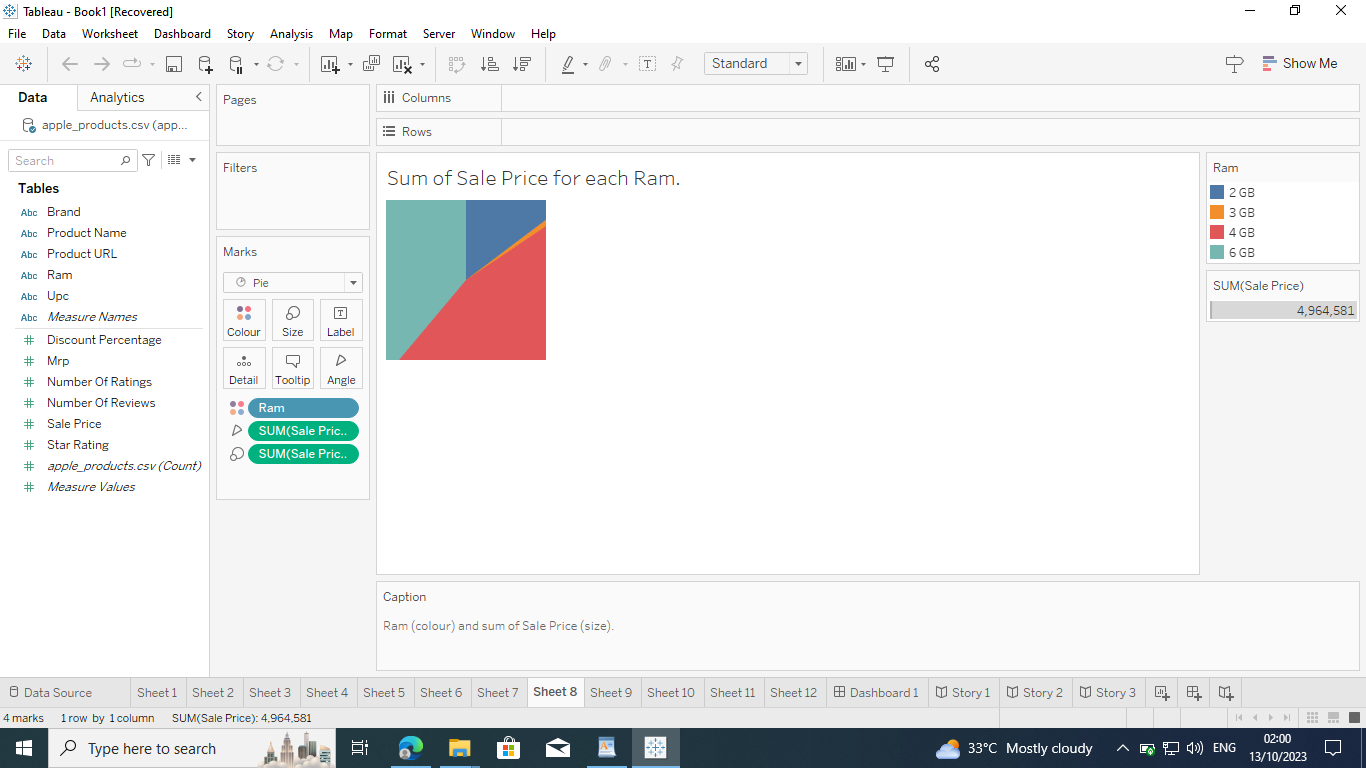 Tableau - Book1 [Recovered]
File Data Worksheet Dashboard Story Analysis Map Format Server Window Help
Standard
Show Me
Data Analytics
apple_products.csv (app...
Search
Tables
Abc Brand
Abc Product Name
Abc Product URL
Abc Ram
Abc Upc
Abc Measure Names
# Discount Percentage
# Mrp
# Number Of Ratings
# Number Of Reviews
# Sale Price
# Star Rating
# apple_products.csv (Count)
# Measure Values
Pages
Filters
Marks
Pie
Colour Size Label
Detail Tooltip Angle
Ram
SUM(Sale Pric..
SUM(Sale Pric..
Columns
Rows
Sum of Sale Price for each Ram.
Ram
2 GB
3 GB
4 GB
6 GB
SUM(Sale Price)
4,964,581
Caption
Ram (colour) and sum of Sale Price (size).
Data Source Sheet 1 Sheet 2 Sheet 3 Sheet 4 Sheet 5 Sheet 6 Sheet 7 Sheet 8 Sheet 9 Sheet 10 Sheet 11 Sheet 12 Dashboard 1 Story 1 Story 2 Story 3
4 marks 1 row by 1 column SUM(Sale Price): 4,964,581
Type here to search
33°C Mostly cloudy
ENG
02:00
13/10/2023